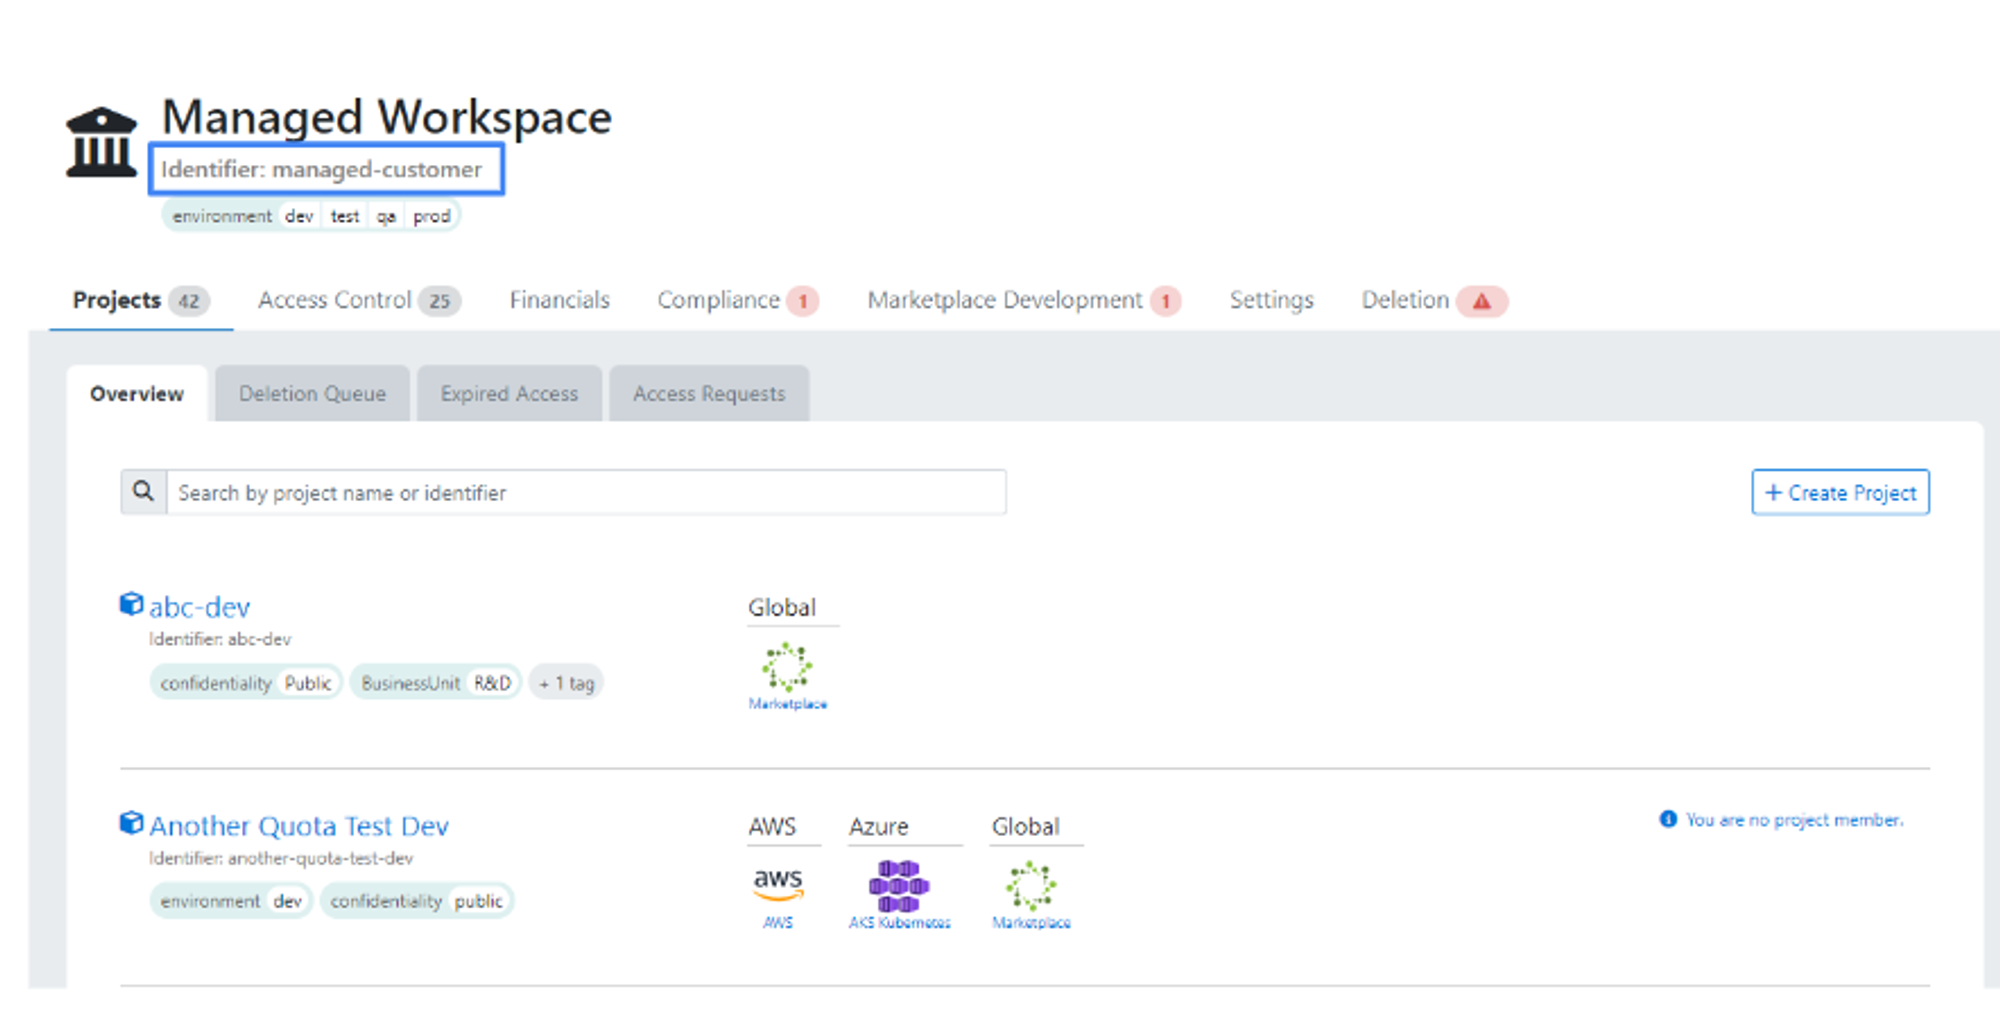 Managed Workspace
Identifier: managed-customer
environment dev test qa prod
Projects 42 Access Control 25 Financials Compliance 1 Marketplace Development 1 Settings Deletion
Overview Deletion Queue Expired Access Access Requests
Search by project name or identifier
+ Create Project
abc-dev
Identifier: abc-dev
confidentiality Public BusinessUnit R&D + 1 tag
Global
Marketplace
Another Quota Test Dev
Identifier: another-quota-test-dev
environment dev confidentiality public
AWS Azure Global
aws
AWS AKS Kubernetes Marketplace
You are no project member.